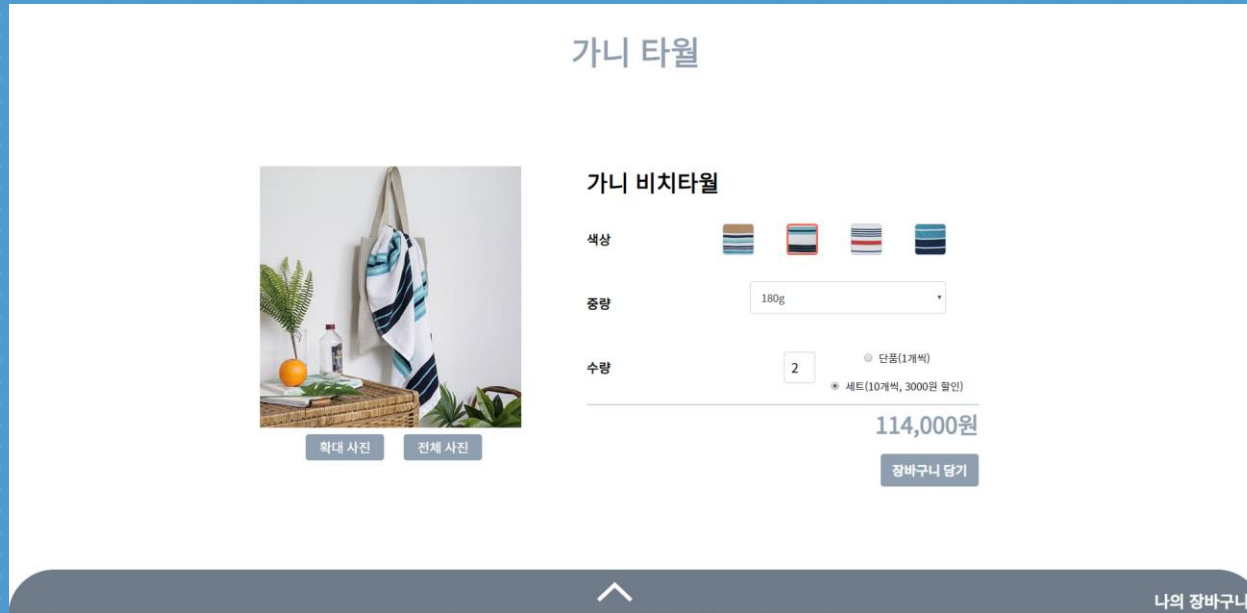 가니 타월
가니 비치타월
색상
중량
180g
수량
2
단품(1개씩)
세트(10개씩, 3000원 할인)
114,000원
확대 사진
전체 사진
장바구니 담기
나의 장바구니